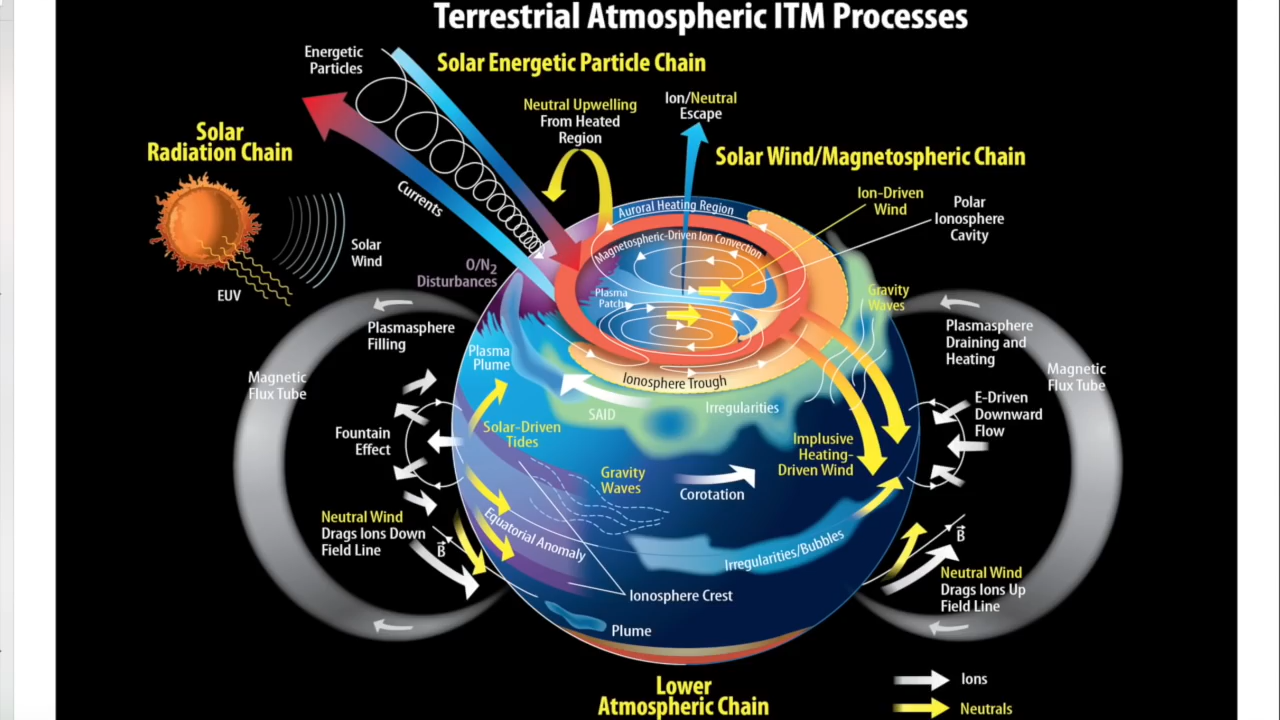 Terrestrial Atmospheric ITM Processes
Energetic
Particles
Solar Energetic Particle Chain
Neutral Upwelling
From Heated
Region
Ion/Neutral
Escape
Solar
Radiation Chain
Solar Wind/Magnetospheric Chain
Currents
Ion-Driven
Wind
Polar
Ionosphere
Cavity
Auroral Heating Region
Magnetospheric-Driven Ion Convection
Solar
Wind
EUV
O/N2
Disturbances
Plasma
Patch
Gravity
Waves
Plasmasphere
Filling
Plasmasphere
Draining and
Heating
Plasma
Plume
Magnetic
Flux Tube
Magnetic
Flux Tube
Ionosphere Trough
SAID
Irregularities
E-Driven
Downward
Flow
Fountain
Effect
Solar-Driven
Tides
Implusive
Heating-
Driven Wind
Gravity
Waves
Corotation
Neutral Wind
Drags Ions Down
Field Line
B
Equatorial Anomaly
Irregularities/Bubbles
B
Neutral Wind
Drags Ions Up
Field Line
Ionosphere Crest
Plume
Lower
Atmospheric Chain
Ions
Neutrals